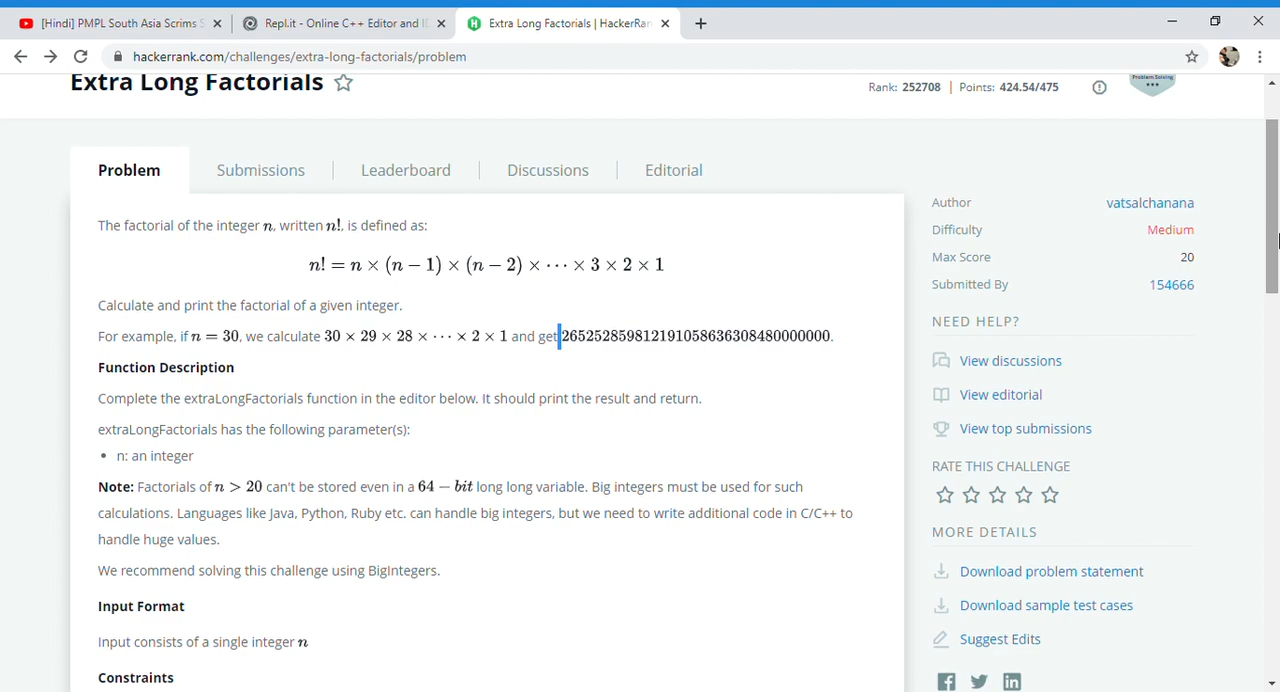 [Hindi] PMPL South Asia Scrims S
Repl.it - Online C++ Editor and I
Extra Long Factorials | HackerRan
hackerrank.com/challenges/extra-long-factorials/problem
Extra Long Factorials
Rank: 252708 | Points: 424.54/475
Problem Solving
Problem
Submissions
Leaderboard
Discussions
Editorial
The factorial of the integer n, written n!, is defined as:
n! = n × (n − 1) × (n − 2) × ⋯ × 3 × 2 × 1
Calculate and print the factorial of a given integer.
For example, if n = 30, we calculate 30 × 29 × 28 × ⋯ × 2 × 1 and get 265252859812191058636308480000000.
Function Description
Complete the extraLongFactorials function in the editor below. It should print the result and return.
extraLongFactorials has the following parameter(s):
• n: an integer
Note: Factorials of n > 20 can't be stored even in a 64 − bit long long variable. Big integers must be used for such
calculations. Languages like Java, Python, Ruby etc. can handle big integers, but we need to write additional code in C/C++ to
handle huge values.
We recommend solving this challenge using BigIntegers.
Input Format
Input consists of a single integer n
Constraints
Author vatsalchanana
Difficulty Medium
Max Score 20
Submitted By 154666
NEED HELP?
View discussions
View editorial
View top submissions
RATE THIS CHALLENGE
MORE DETAILS
Download problem statement
Download sample test cases
Suggest Edits